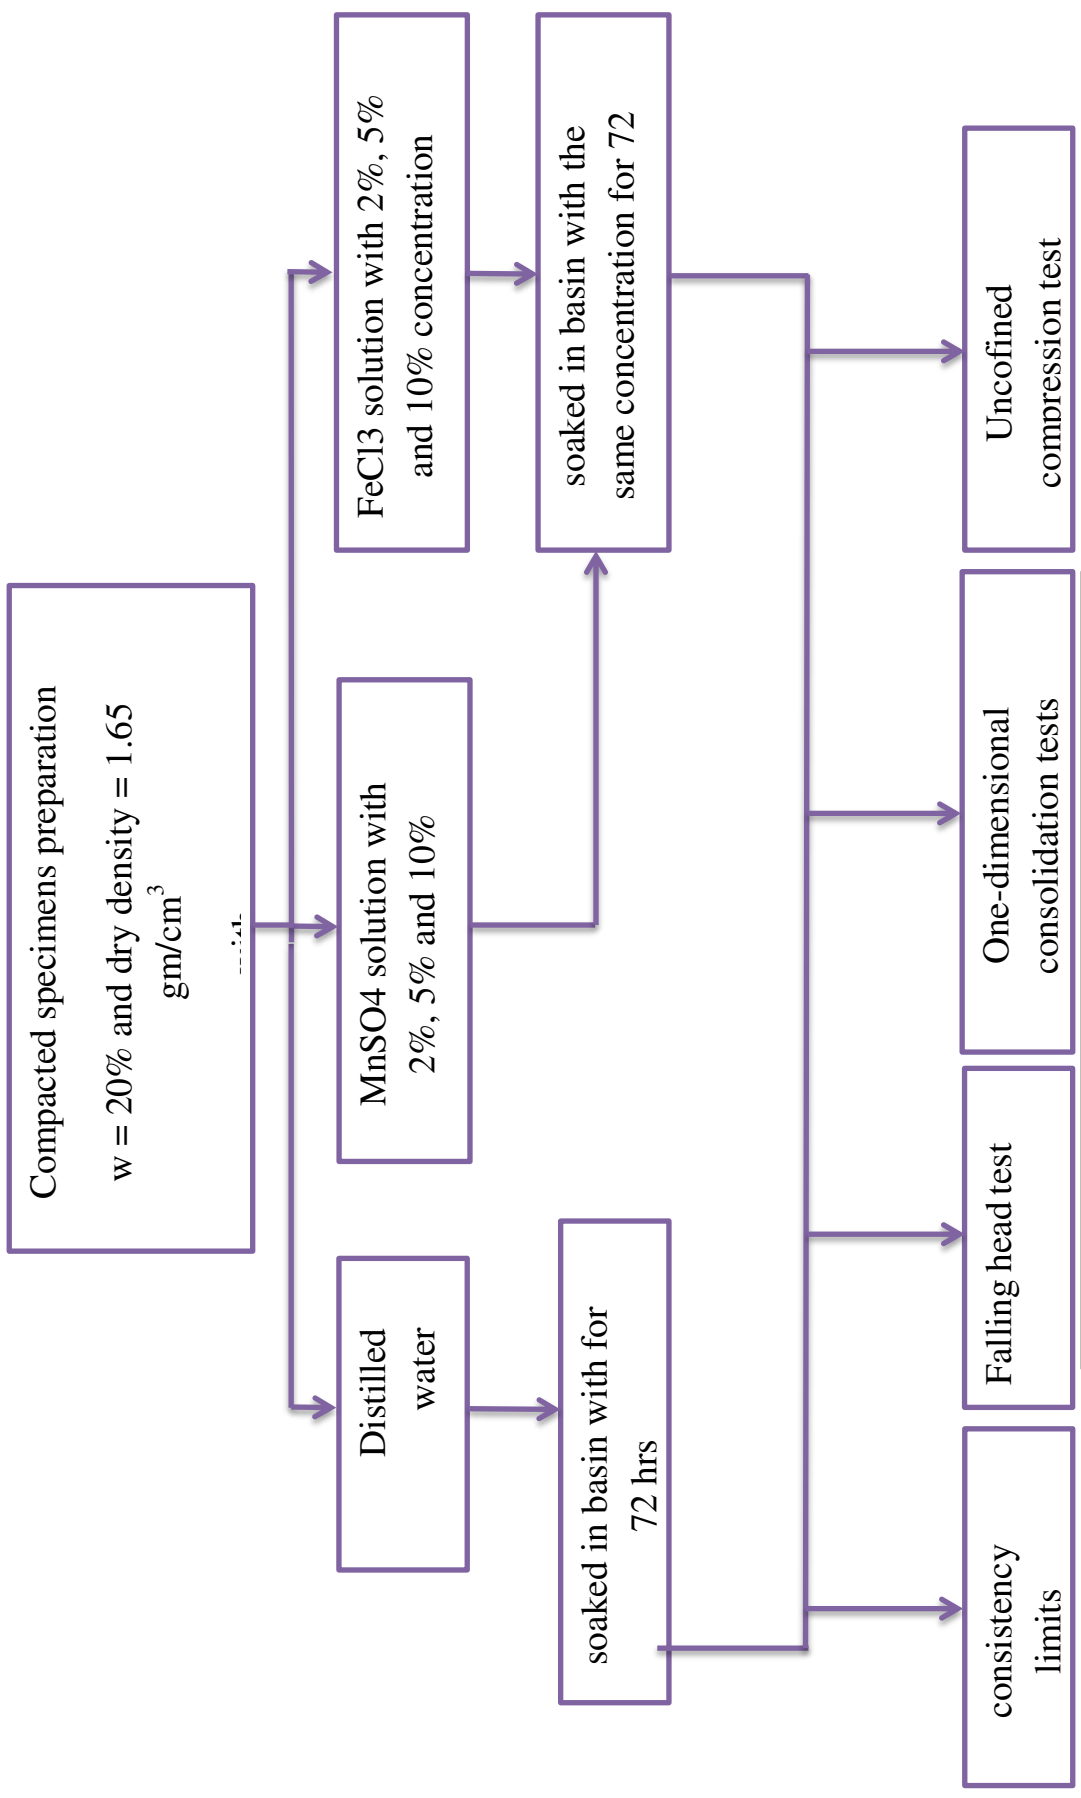 Compacted specimens preparation
w = 20% and dry density = 1.65
gm/cm³
Distilled
water
MnSO4 solution with
2%, 5% and 10%
FeCl3 solution with 2%, 5%
and 10% concentration
soaked in basin with for
72 hrs
soaked in basin with the
same concentration for 72
consistency
limits
Falling head test
One-dimensional
consolidation tests
Uncofined
compression test